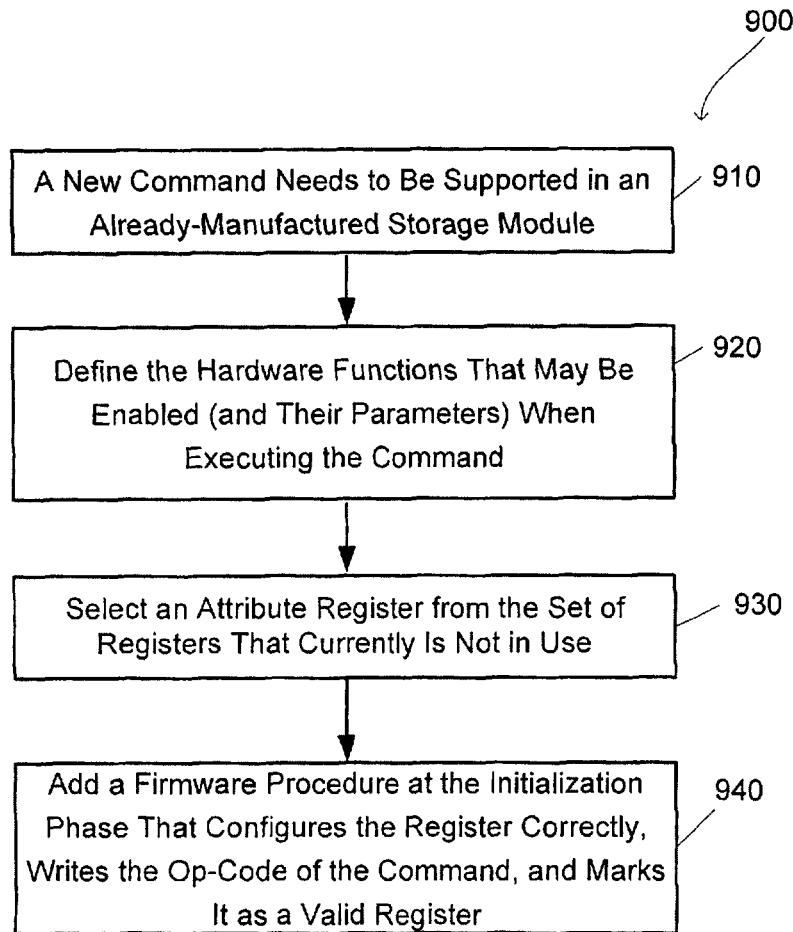 900
A New Command Needs to Be Supported in an
Already-Manufactured Storage Module
910
Define the Hardware Functions That May Be
Enabled (and Their Parameters) When
Executing the Command
920
Select an Attribute Register from the Set of
Registers That Currently Is Not in Use
930
Add a Firmware Procedure at the Initialization
Phase That Configures the Register Correctly,
Writes the Op-Code of the Command, and Marks
It as a Valid Register
940